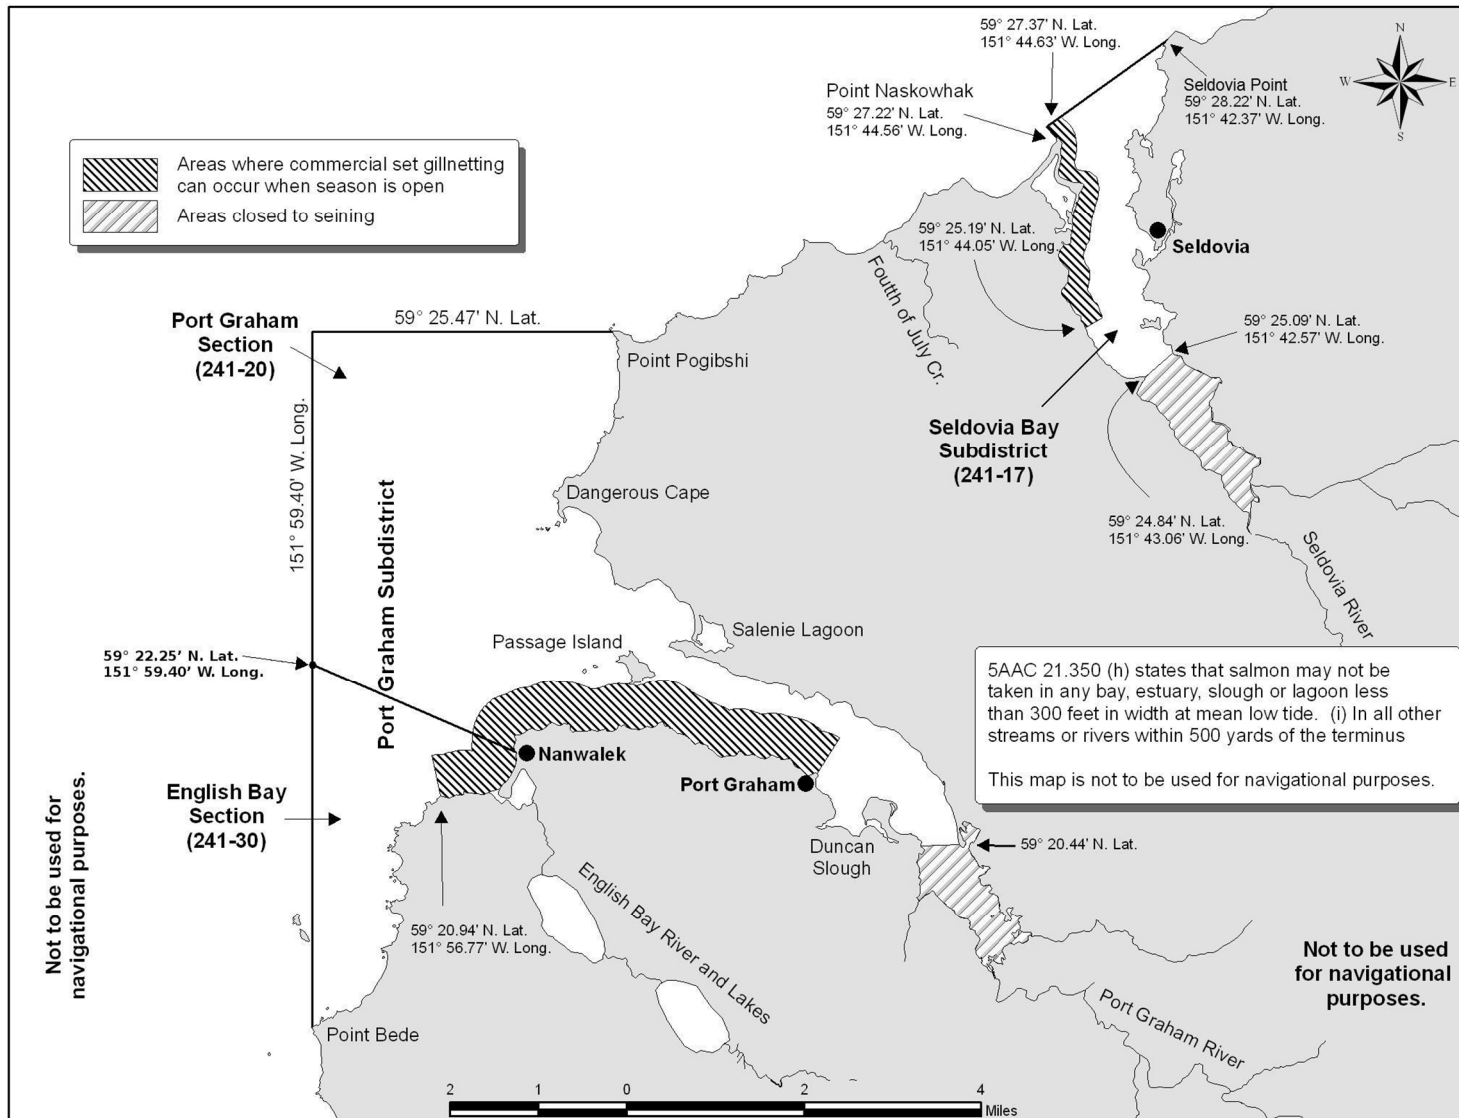 59° 27.37' N. Lat.
151° 44.63' W. Long.
N
W
E
S
Point Naskowhak
59° 27.22' N. Lat.
151° 44.56' W. Long.
Seldovia Point
59° 28.22' N. Lat.
151° 42.37' W. Long.
Areas where commercial set gillnetting
can occur when season is open
Areas closed to seining
59° 25.19' N. Lat.
151° 44.05' W. Long.
Seldovia
Foutth of July Cr.
Port Graham
Section
(241-20)
59° 25.47' N. Lat.
Point Pogibshi
59° 25.09' N. Lat.
151° 42.57' W. Long.
151° 59.40' W. Long.
Port Graham Subdistrict
Seldovia Bay
Subdistrict
(241-17)
Dangerous Cape
59° 24.84' N. Lat.
151° 43.06' W. Long.
Seldovia River
Passage Island
Salenie Lagoon
59° 22.25' N. Lat.
151° 59.40' W. Long.
5AAC 21.350 (h) states that salmon may not be
taken in any bay, estuary, slough or lagoon less
than 300 feet in width at mean low tide. (i) In all other
streams or rivers within 500 yards of the terminus
This map is not to be used for navigational purposes.
Nanwalek
Port Graham
English Bay
Section
(241-30)
Not to be used for
navigational purposes.
Duncan
Slough
59° 20.44' N. Lat.
59° 20.94' N. Lat.
151° 56.77' W. Long.
English Bay River and Lakes
Not to be used
for navigational
purposes.
Port Graham River
Point Bede
2 1 0 2 4
Miles